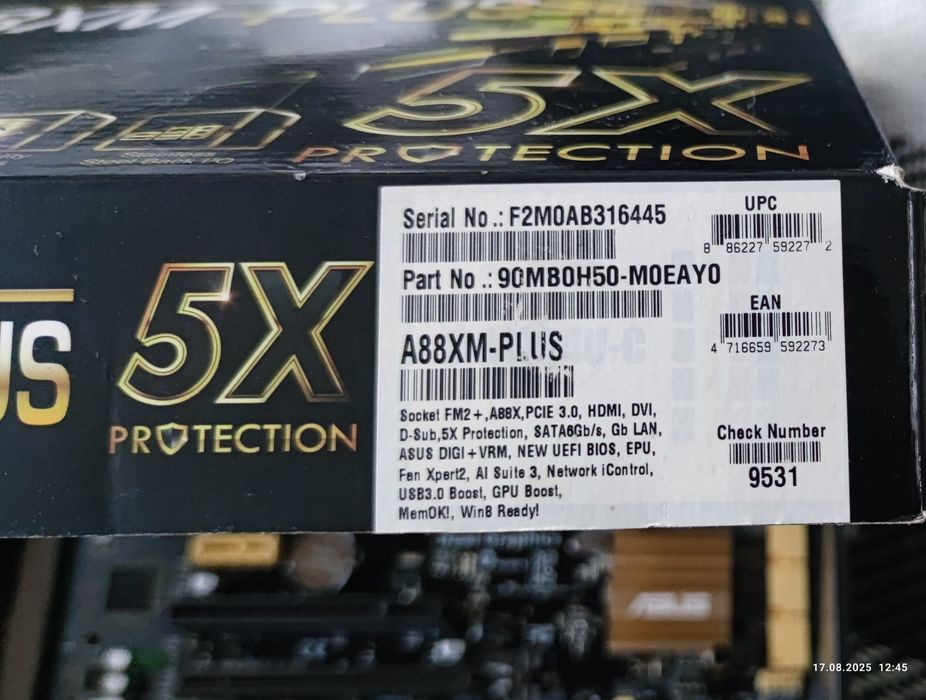 XM-PLUS
5X
PROTECTION
US
5X
PROTECTION
Serial No.: F2M0AB316445
UPC
8 86227 59227 2
Part No.: 90MB0H50-M0EAY0
EAN
4 716659 592273
A88XM-PLUS
Socket FM2+,A88X,PCIE 3.0, HDMI, DVI,
D-Sub,5X Protection, SATA6Gb/s, Gb LAN,
ASUS DIGI+VRM, NEW UEFI BIOS, EPU,
Fan Xpert2, AI Suite 3, Network iControl,
USB3.0 Boost, GPU Boost,
MemOK!, Win8 Ready!
Check Number
9531
ASUS
17.08.2025 12:45